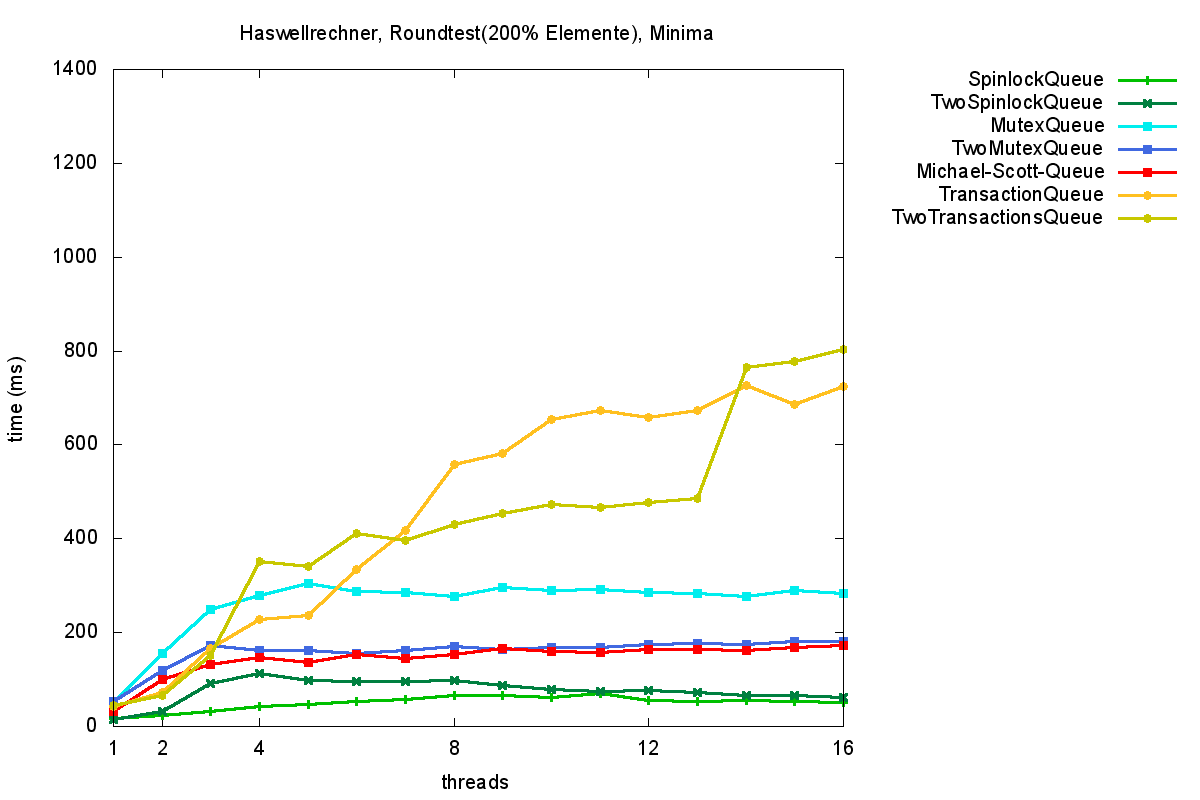 Haswellrechner, Roundtest(200% Elemente), Minima
1400
1200
1000
800
600
400
200
0
time (ms)
1 2 4 8 12 16
threads
SpinlockQueue
TwoSpinlockQueue
MutexQueue
TwoMutexQueue
Michael-Scott-Queue
TransactionQueue
TwoTransactionsQueue